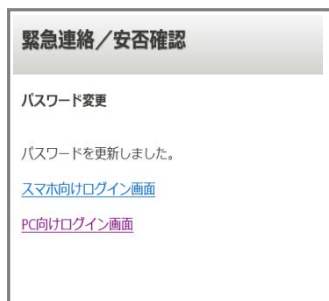 緊急連絡／安否確認
パスワード変更
パスワードを更新しました。
スマホ向けログイン画面
PC向けログイン画面